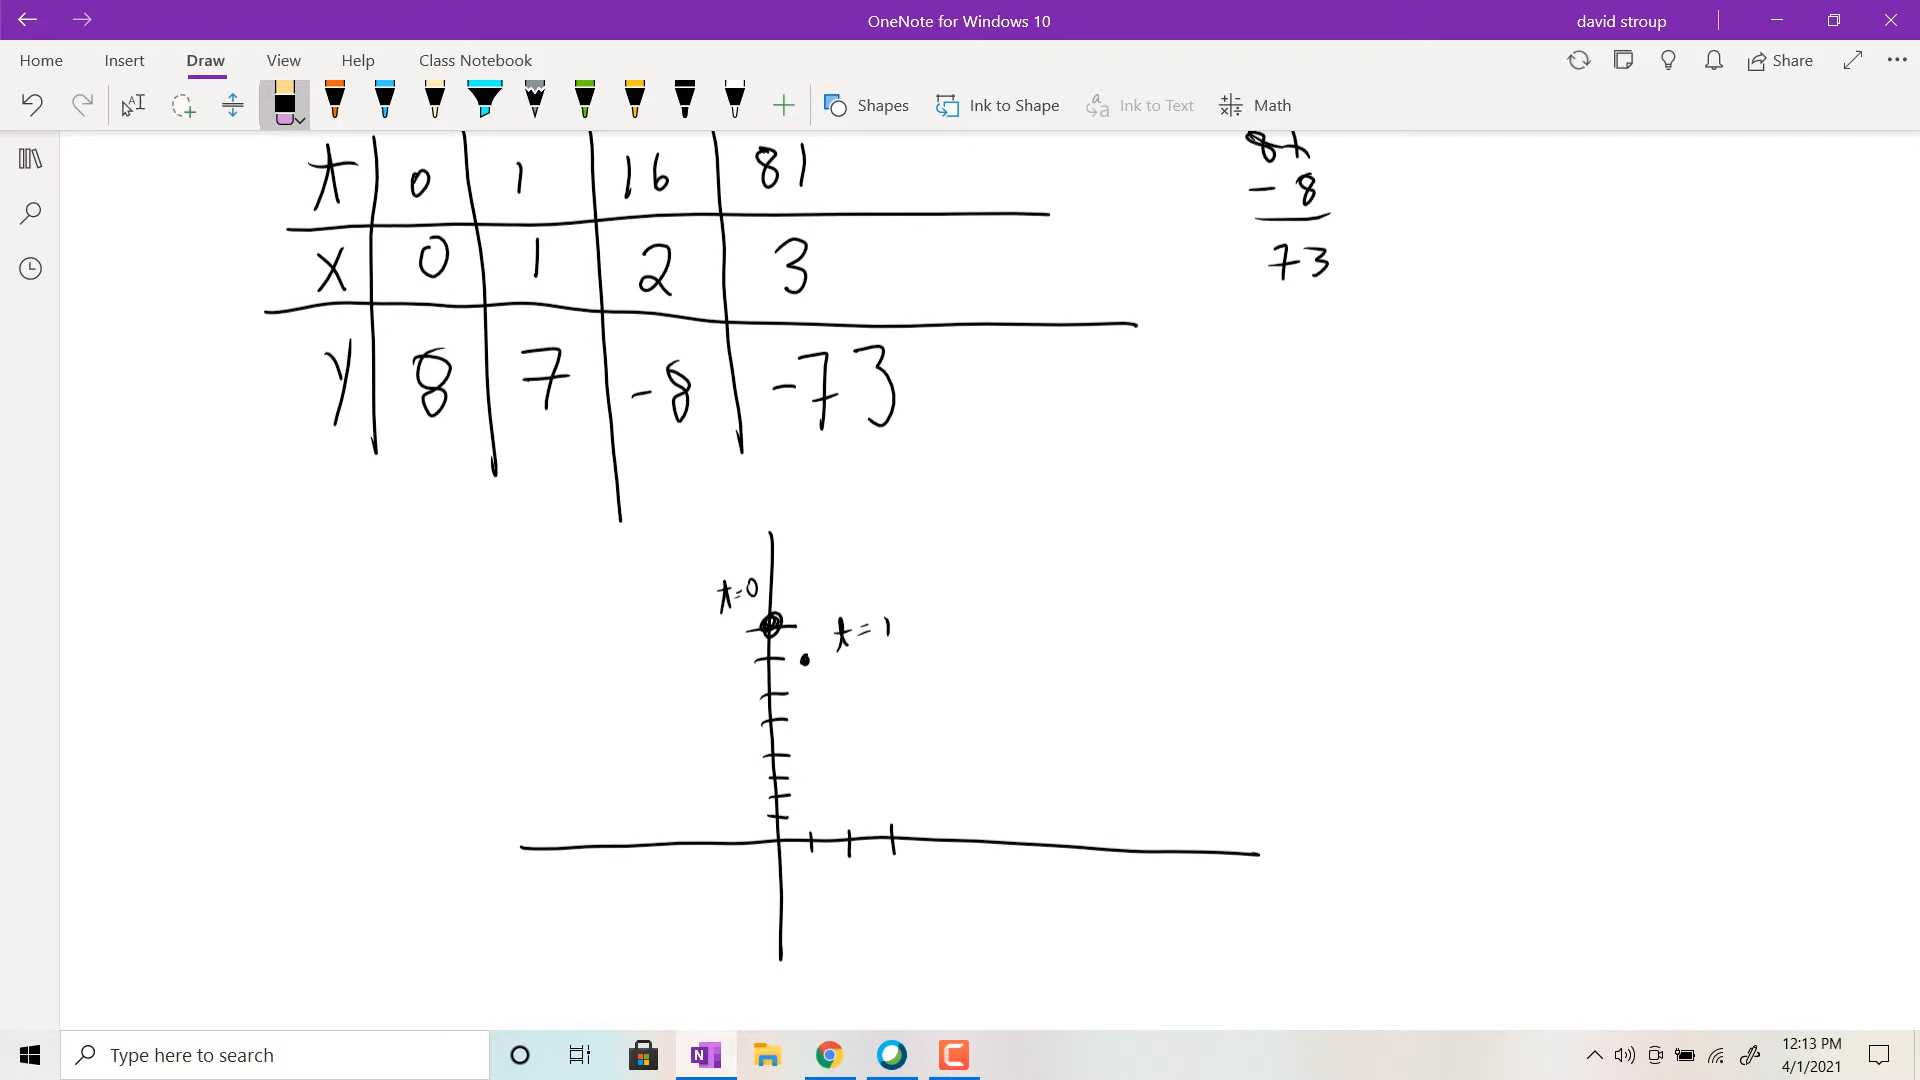 OneNote for Windows 10
david stroup
Home Insert Draw View Help Class Notebook
Share
Shapes Ink to Shape Ink to Text Math
t 0 1 16 81
x 0 1 2 3
y 8 7 -8 -73
81
- 8
73
t=0
t=1
Type here to search
12:13 PM
4/1/2021